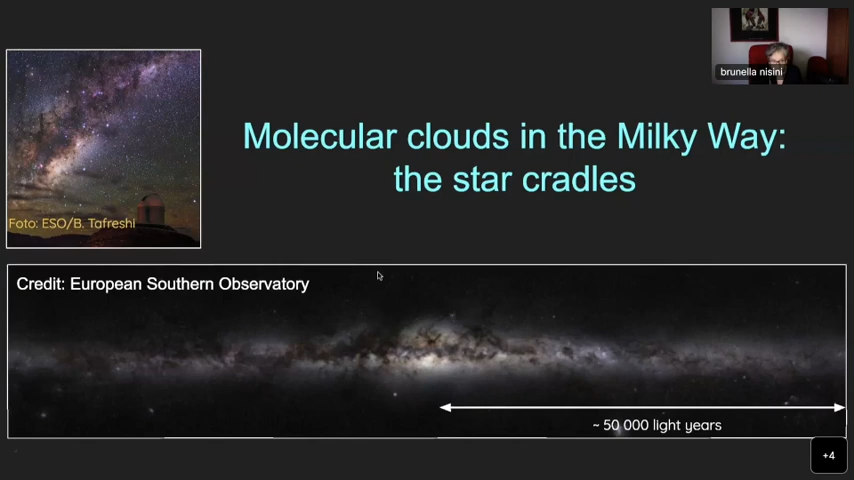 brunella nisini
Molecular clouds in the Milky Way:
the star cradles
Foto: ESO/B. Tafreshi
Credit: European Southern Observatory
~ 50 000 light years
+4